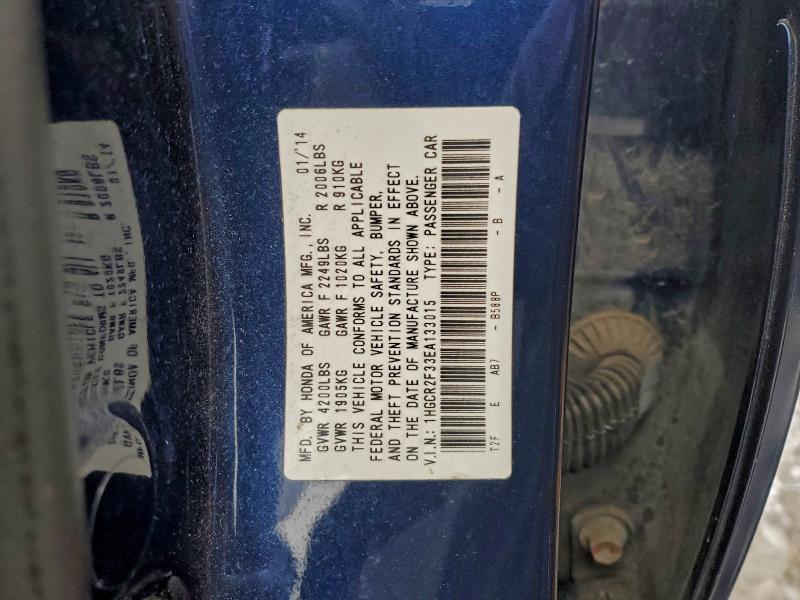 MFD. BY HONDA OF AMERICA MFG., INC. 01/'14
GVWR 4200LBS GAWR F 2249LBS R 2006LBS
GVWR 1905KG GAWR F 1020KG R 910KG
THIS VEHICLE CONFORMS TO ALL APPLICABLE
FEDERAL MOTOR VEHICLE SAFETY, BUMPER,
AND THEFT PREVENTION STANDARDS IN EFFECT
ON THE DATE OF MANUFACTURE SHOWN ABOVE.
V.I.N.: 1HGCR2F33EA133015 TYPE: PASSENGER CAR
T2F E AB7 - B588P - B - A